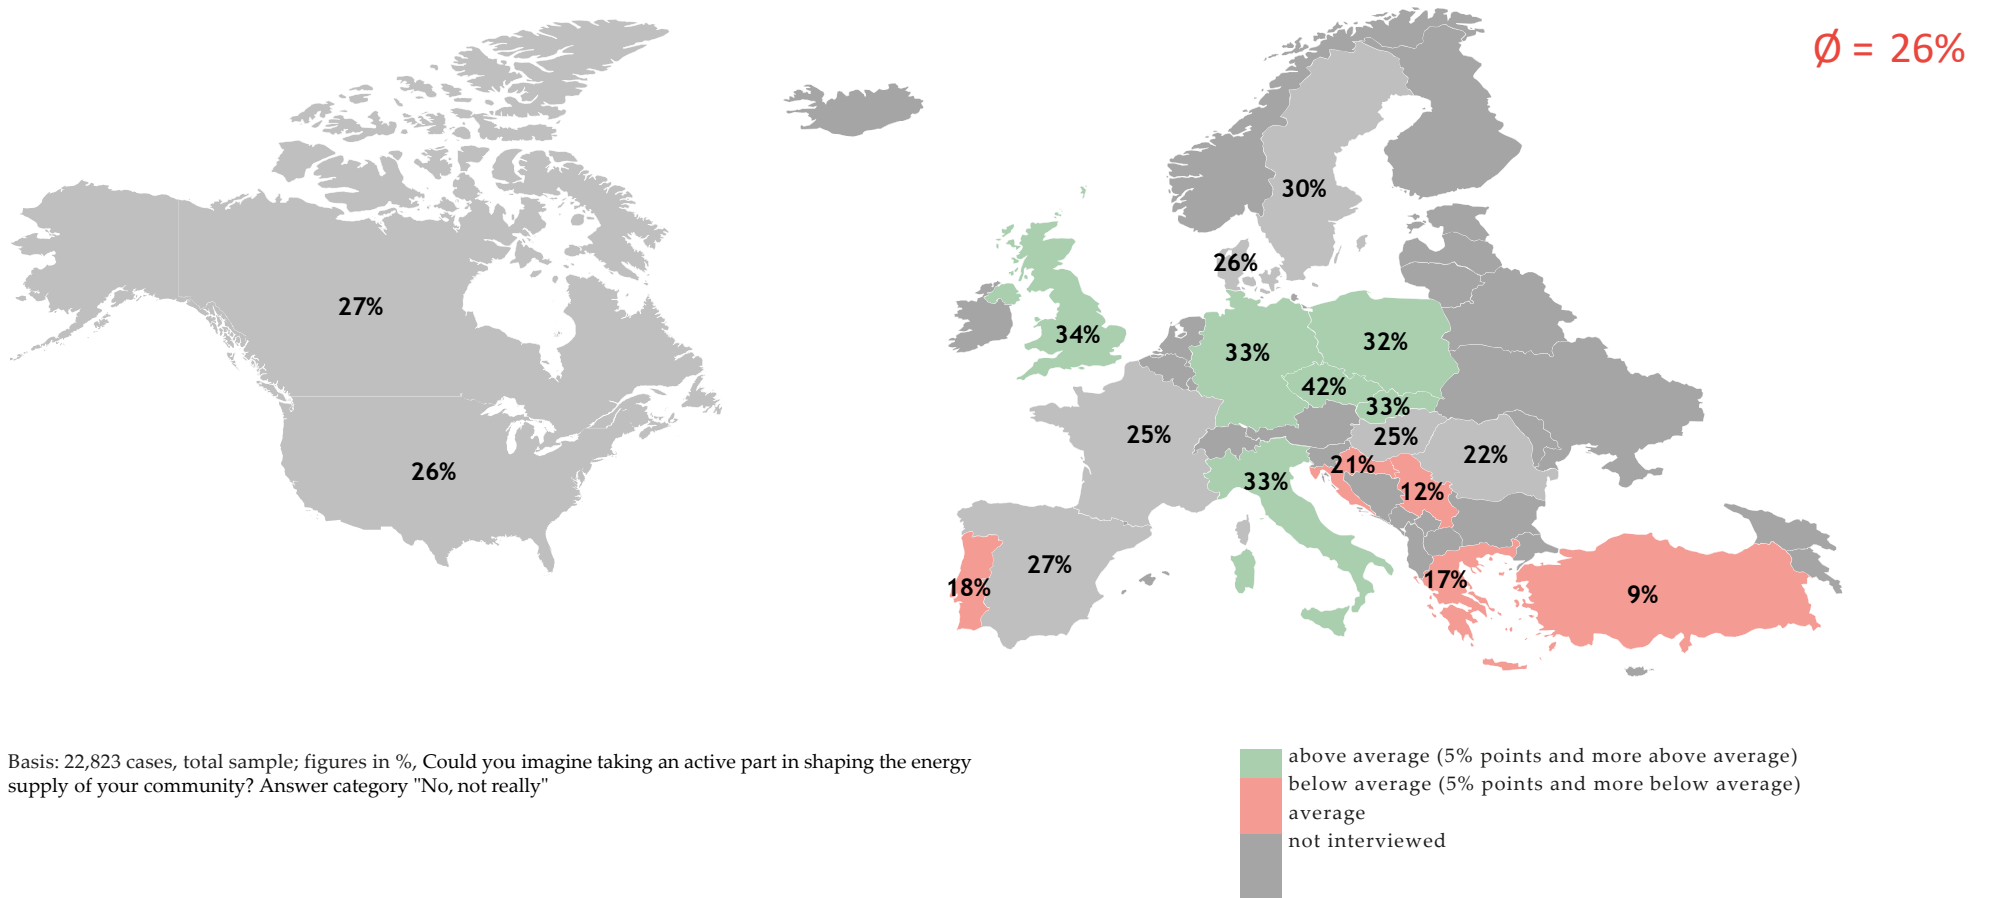 Ø = 26%
30%
26%
27%
34%
33%
32%
42%
33%
25%
25%
22%
21%
26%
33%
12%
27%
17%
18%
9%
Basis: 22,823 cases, total sample; figures in %, Could you imagine taking an active part in shaping the energy
supply of your community? Answer category "No, not really"
above average (5% points and more above average)
below average (5% points and more below average)
average
not interviewed